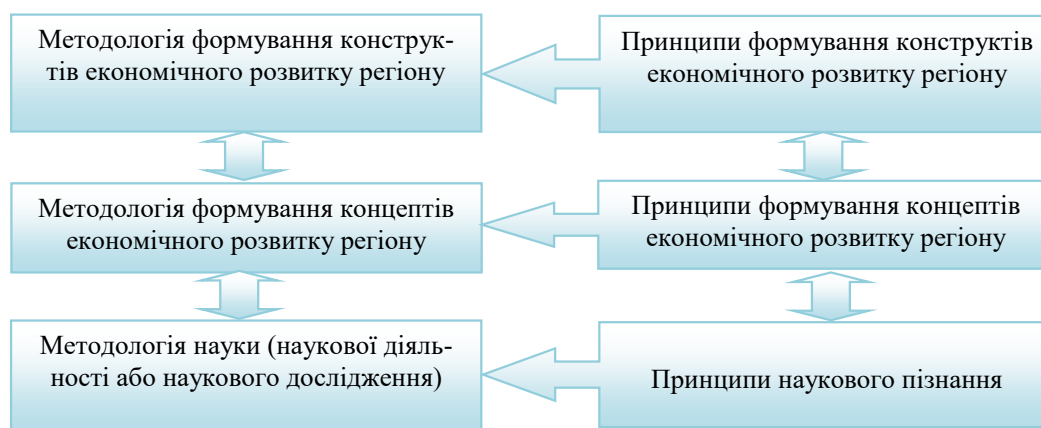 Методологія формування конструк-
тів економічного розвитку регіону
Принципи формування конструктів
економічного розвитку регіону
Методологія формування концептів
економічного розвитку регіону
Принципи формування концептів
економічного розвитку регіону
Методологія науки (наукової діяль-
ності або наукового дослідження)
Принципи наукового пізнання